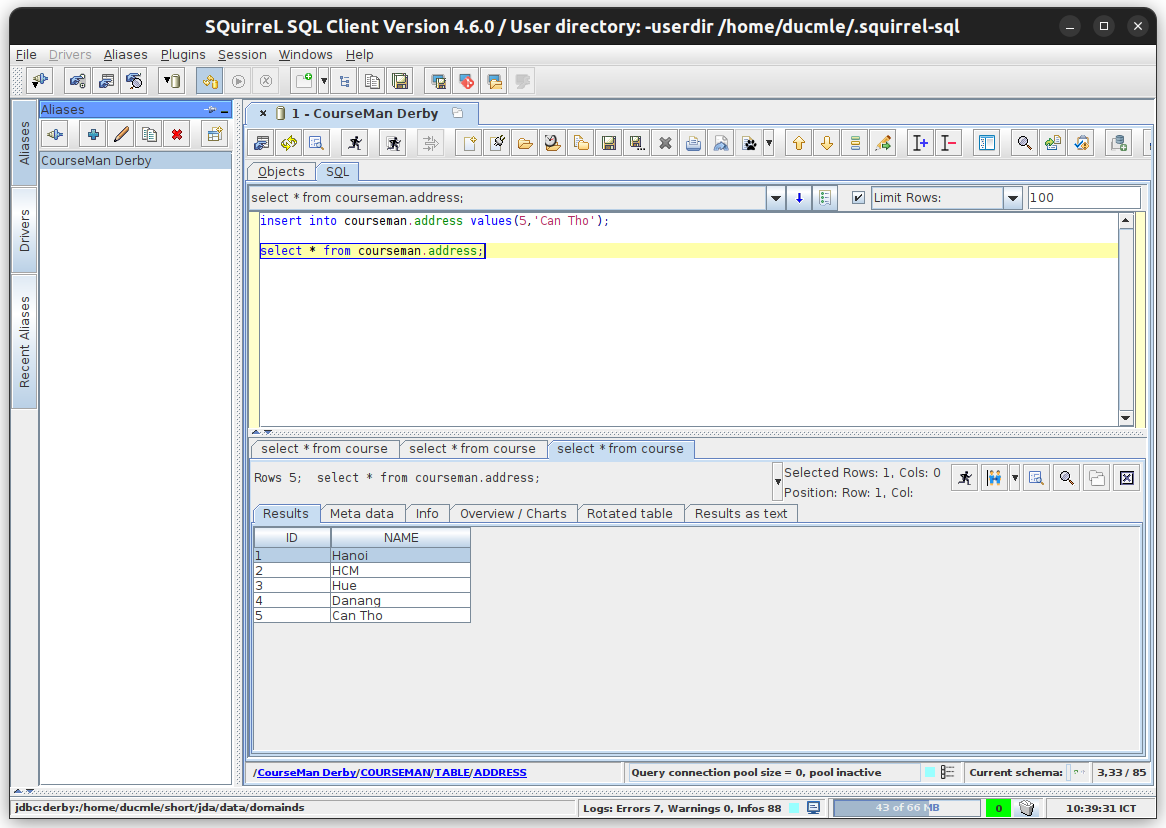 SQuirreL SQL Client Version 4.6.0 / User directory: -userdir /home/ducmle/.squirrel-sql
File Drivers Aliases Plugins Session Windows Help
Aliases
Aliases
CourseMan Derby
Drivers
Recent Aliases
1 - CourseMan Derby
Objects SQL
select * from courseman.address; Limit Rows: 100
insert into courseman.address values(5,'Can Tho');
select * from courseman.address;
select * from course select * from course select * from course
Rows 5; select * from courseman.address;
Selected Rows: 1, Cols: 0
Position: Row: 1, Col:
Results Meta data Info Overview / Charts Rotated table Results as text
ID NAME
1 Hanoi
2 HCM
3 Hue
4 Danang
5 Can Tho
/CourseMan Derby/COURSEMAN/TABLE/ADDRESS Query connection pool size = 0, pool inactive Current schema: 3,33 / 85
jdbc:derby:/home/ducmle/short/jda/data/domainds Logs: Errors 7, Warnings 0, Infos 88 43 of 66 MB 0 10:39:31 ICT